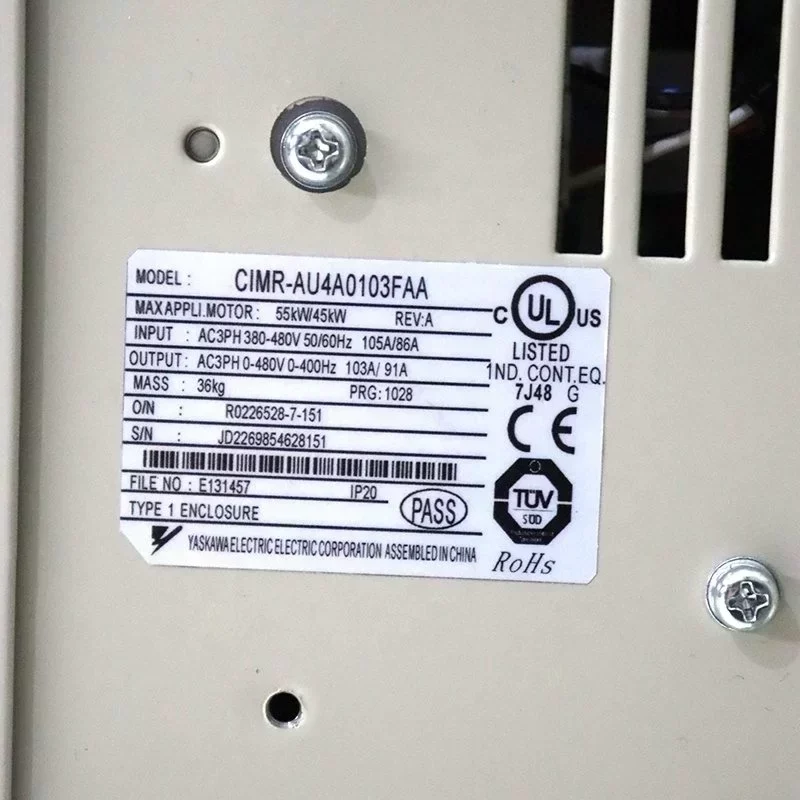 MODEL : CIMR-AU4A0103FAA
MAX APPLI. MOTOR : 55kW/45kW REV:A
INPUT : AC3PH 380-480V 50/60Hz 105A/86A
OUTPUT: AC3PH 0-480V 0-400Hz 103A/ 91A
MASS : 36kg PRG: 1028
O/N : R0226528-7-151
S/N : JD2269854628151
FILE NO : E131457 IP20
TYPE 1 ENCLOSURE
PASS
YASKAWA ELECTRIC ELECTRIC CORPORATION ASSEMBLED IN CHINA
C UL US
LISTED
1ND. CONT.EQ.
7J48 G
CE
TÜV
SÜD
RoHs